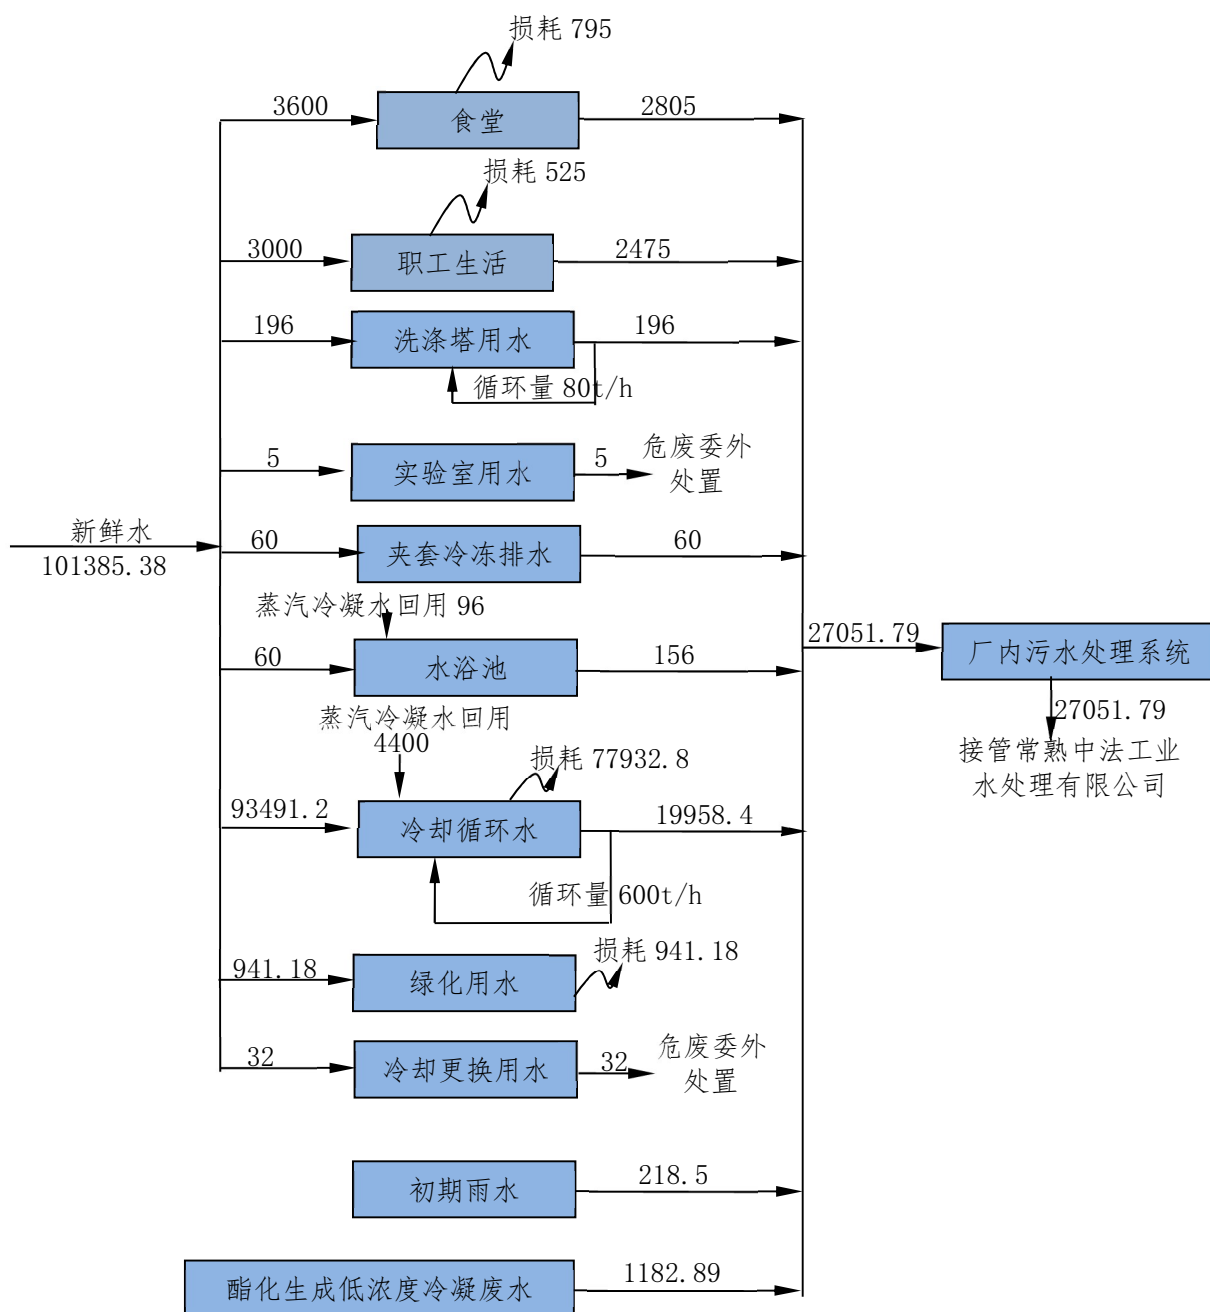 损耗 795
3600
食堂
2805
损耗 525
3000
职工生活
2475
196
洗涤塔用水
196
循环量 80t/h
5
实验室用水
5
危废委外
处置
新鲜水
101385.38
60
夹套冷冻排水
60
蒸汽冷凝水回用 96
60
水浴池
156
27051.79
厂内污水处理系统
27051.79
接管常熟中法工业
水处理有限公司
蒸汽冷凝水回用
4400
损耗 77932.8
93491.2
冷却循环水
19958.4
循环量 600t/h
941.18
绿化用水
损耗 941.18
32
冷却更换用水
32
危废委外
处置
初期雨水
218.5
酯化生成低浓度冷凝废水
1182.89